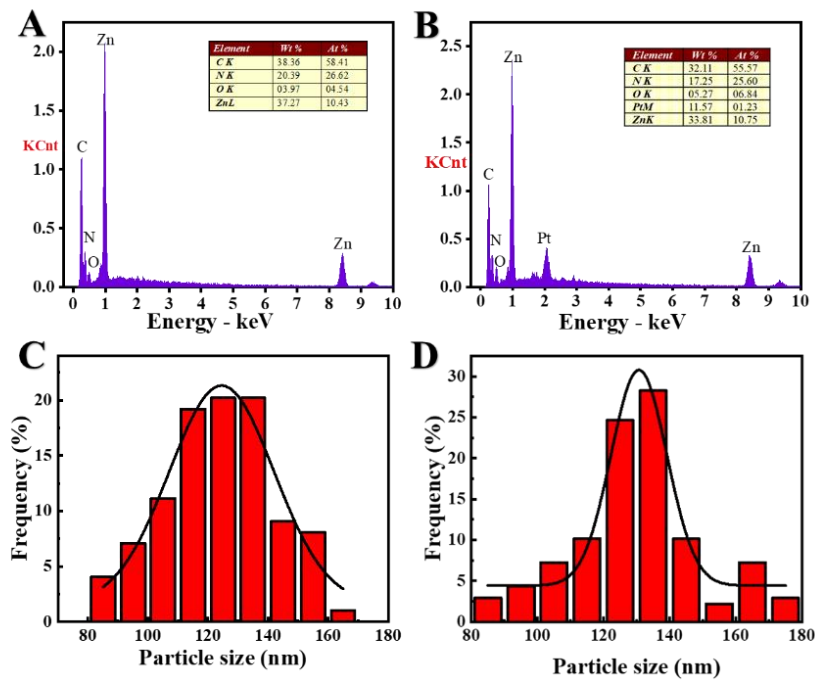 A
2.0
1.5
1.0
0.5
0.0
KCnt
Zn
C
N
O
Zn
Element Wt % At %
C K 38.36 58.41
N K 20.39 26.62
O K 03.97 04.54
ZnL 37.27 10.43
0 1 2 3 4 5 6 7 8 9 10
Energy - keV
B
2.5
2.0
1.5
1.0
0.5
0.0
KCnt
Zn
C
N
O
Pt
Zn
Element Wt % At %
C K 32.11 55.57
N K 17.25 25.60
O K 05.27 06.84
PtM 11.57 01.23
ZnK 33.81 10.75
0 1 2 3 4 5 6 7 8 9 10
Energy - keV
C
20
15
10
5
0
Frequency (%)
80 100 120 140 160 180
Particle size (nm)
D
30
25
20
15
10
5
0
Frequency (%)
80 100 120 140 160 180
Particle size (nm)